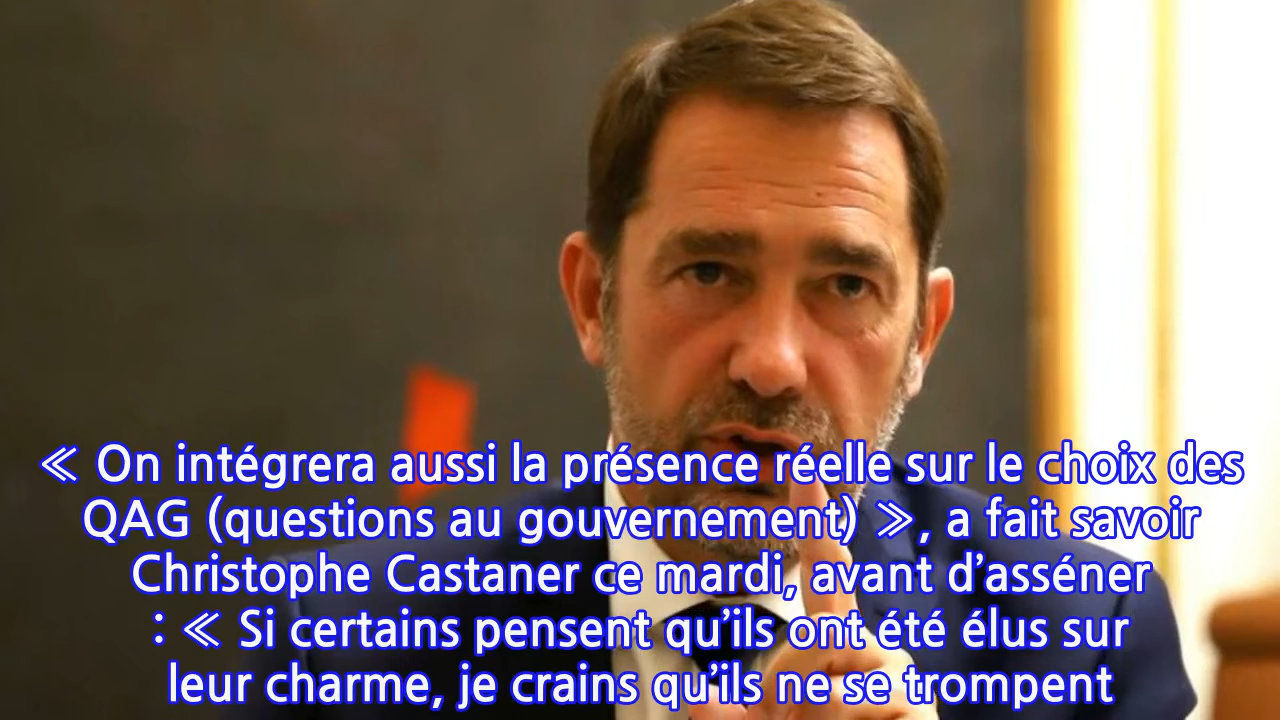 ≪ On intégrera aussi la présence réelle sur le choix des
QAG (questions au gouvernement) ≫, a fait savoir
Christophe Castaner ce mardi, avant d’asséner
: ≪ Si certains pensent qu’ils ont été élus sur
leur charme, je crains qu’ils ne se trompent